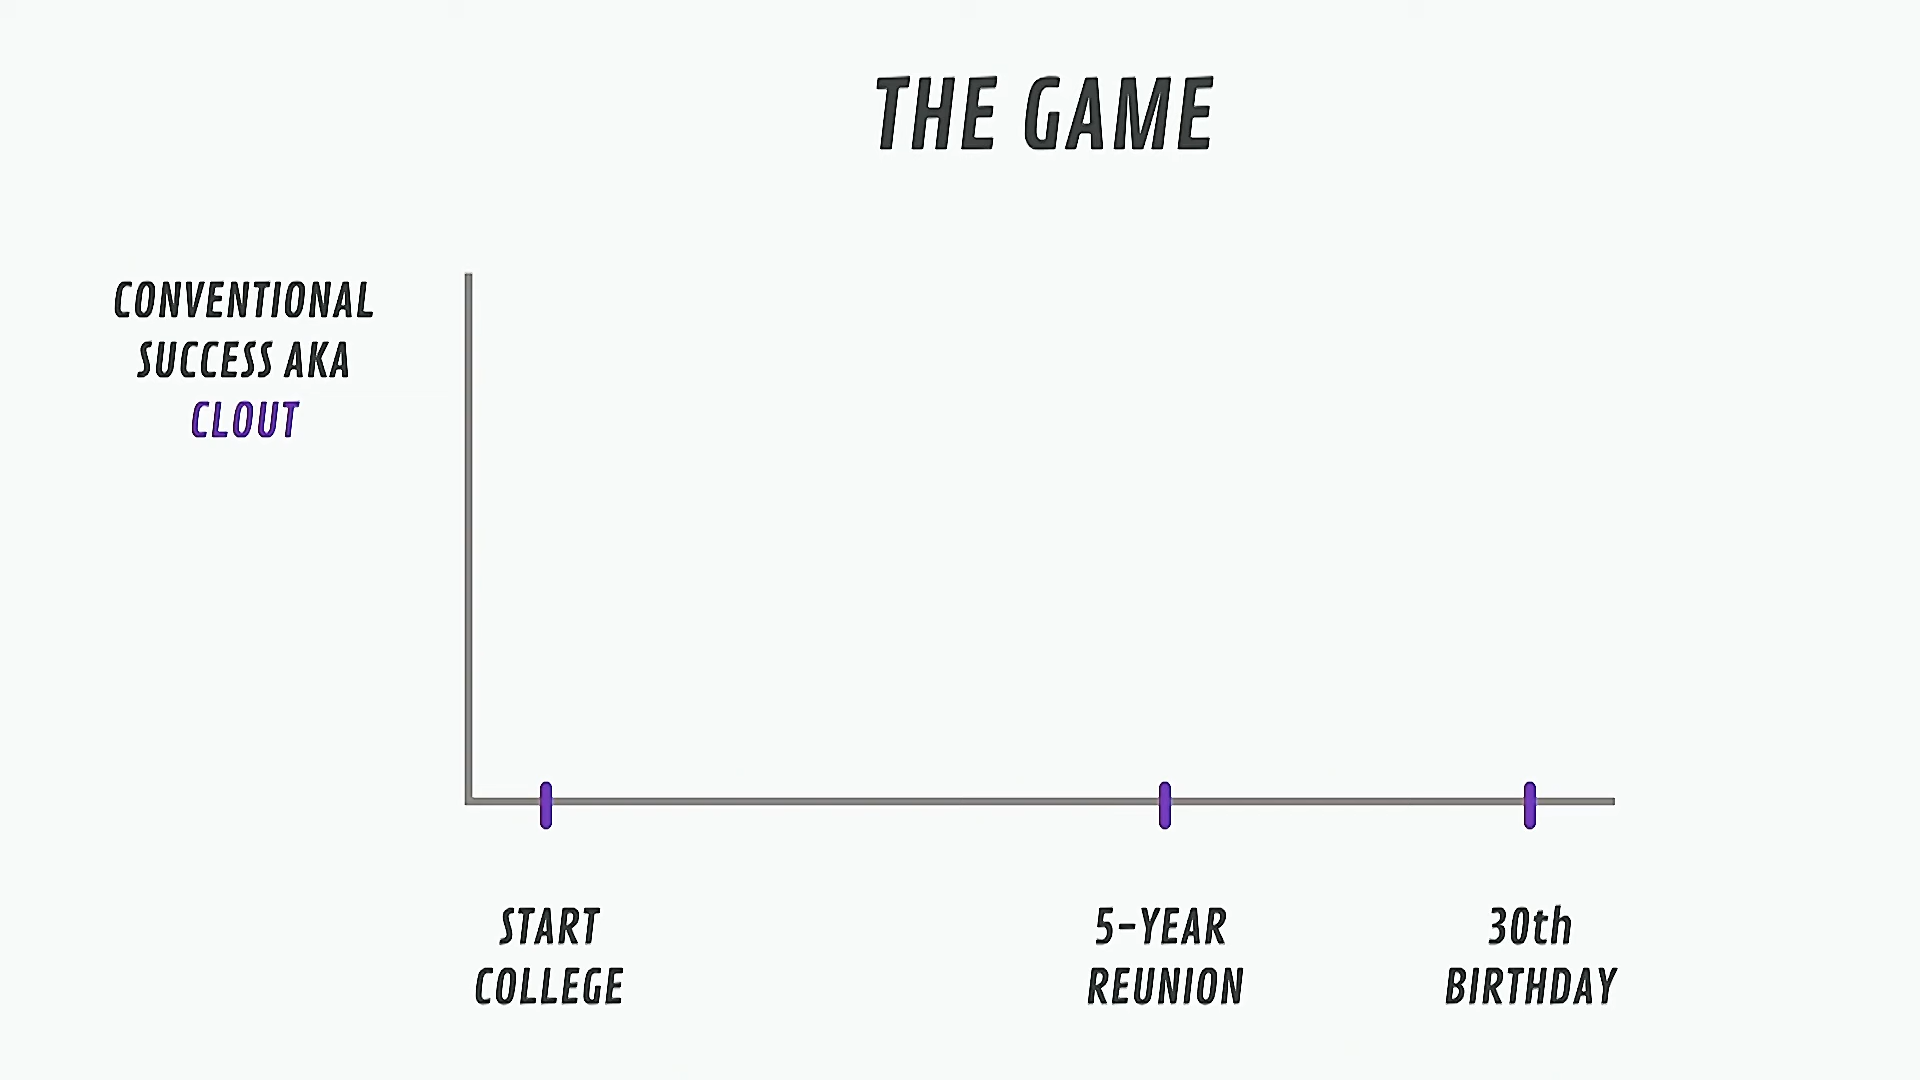 THE GAME
CONVENTIONAL
SUCCESS AKA
CLOUT
START
COLLEGE
5-YEAR
REUNION
30th
BIRTHDAY